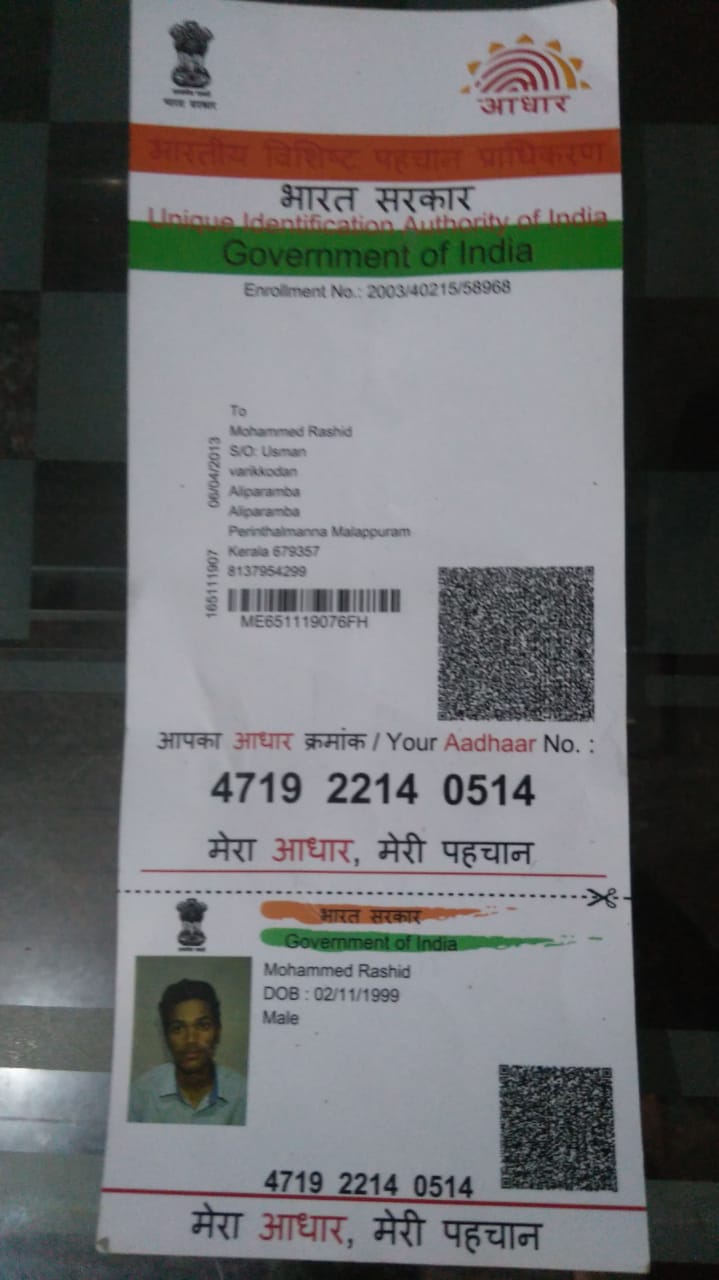 भारत सरकार
आधार
भारतीय विशिष्ट पहचान प्राधिकरण
भारत सरकार
Unique Identification Authority of India
Government of India
Enrollment No.: 2003/40215/58968
To
Mohammed Rashid
S/O: Usman
varikkodan
Aliparamba
Aliparamba
Perinthalmanna Malappuram
Kerala 679357
8137954299
165111907 06/04/2013
ME651119076FH
आपका आधार क्रमांक / Your Aadhaar No. :
4719 2214 0514
मेरा आधार, मेरी पहचान
भारत सरकार
Government of India
Mohammed Rashid
DOB : 02/11/1999
Male
4719 2214 0514
मेरा आधार, मेरी पहचान